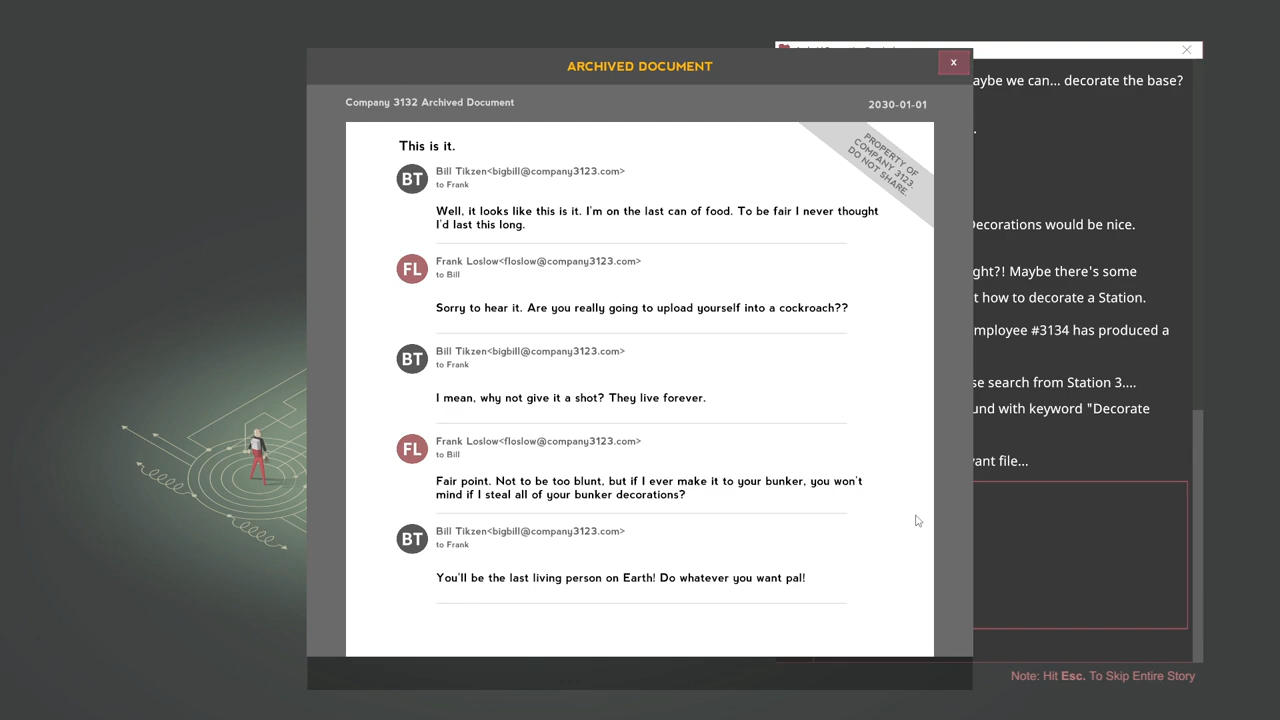 ARCHIVED DOCUMENT
x
Company 3132 Archived Document
2030-01-01
PROPERTY OF
COMPANY 3123.
DO NOT SHARE.
This is it.
BT
Bill Tikzen<bigbill@company3123.com>
to Frank
Well, it looks like this is it. I'm on the last can of food. To be fair I never thought
I'd last this long.
FL
Frank Loslow<floslow@company3123.com>
to Bill
Sorry to hear it. Are you really going to upload yourself into a cockroach??
BT
Bill Tikzen<bigbill@company3123.com>
to Frank
I mean, why not give it a shot? They live forever.
FL
Frank Loslow<floslow@company3123.com>
to Bill
Fair point. Not to be too blunt, but if I ever make it to your bunker, you won't
mind if I steal all of your bunker decorations?
BT
Bill Tikzen<bigbill@company3123.com>
to Frank
You'll be the last living person on Earth! Do whatever you want pal!
aybe we can... decorate the base?
Decorations would be nice.
ght?! Maybe there's some
t how to decorate a Station.
mployee #3134 has produced a
se search from Station 3....
und with keyword "Decorate
vant file...
Note: Hit Esc. To Skip Entire Story